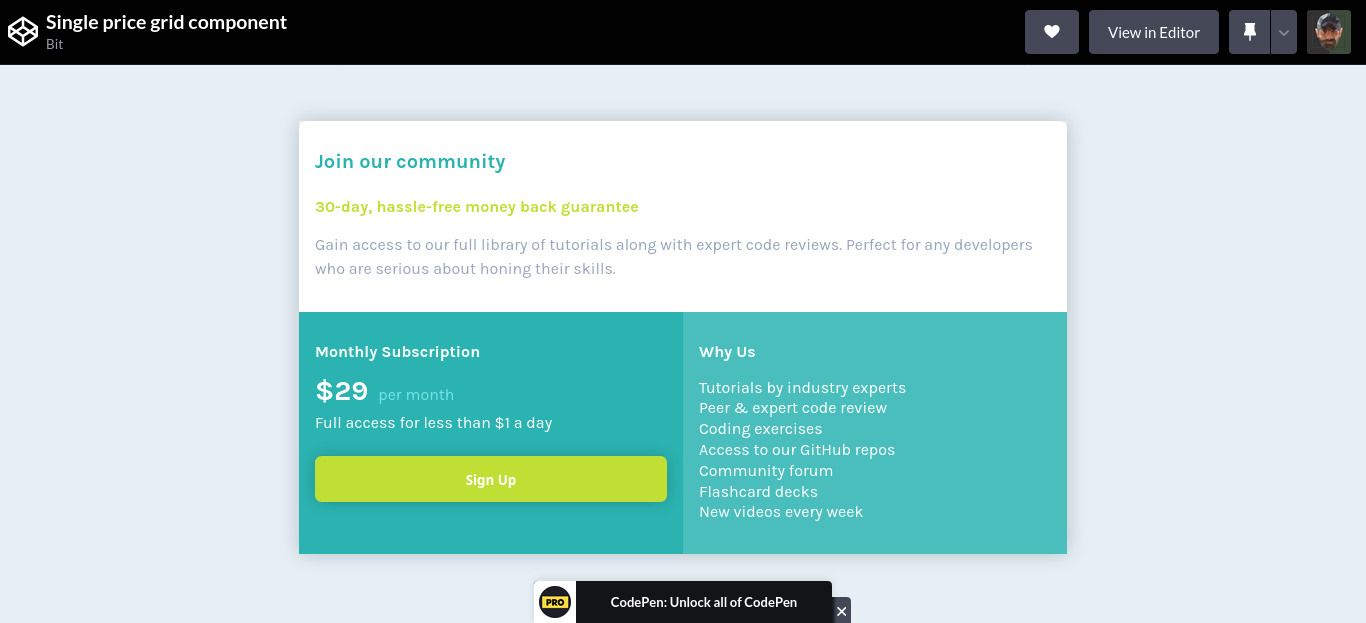 Single price grid component
Bit
View in Editor
Join our community
30-day, hassle-free money back guarantee
Gain access to our full library of tutorials along with expert code reviews. Perfect for any developers
who are serious about honing their skills.
Monthly Subscription
$29 per month
Full access for less than $1 a day
Sign Up
Why Us
Tutorials by industry experts
Peer & expert code review
Coding exercises
Access to our GitHub repos
Community forum
Flashcard decks
New videos every week
PRO
CodePen: Unlock all of CodePen